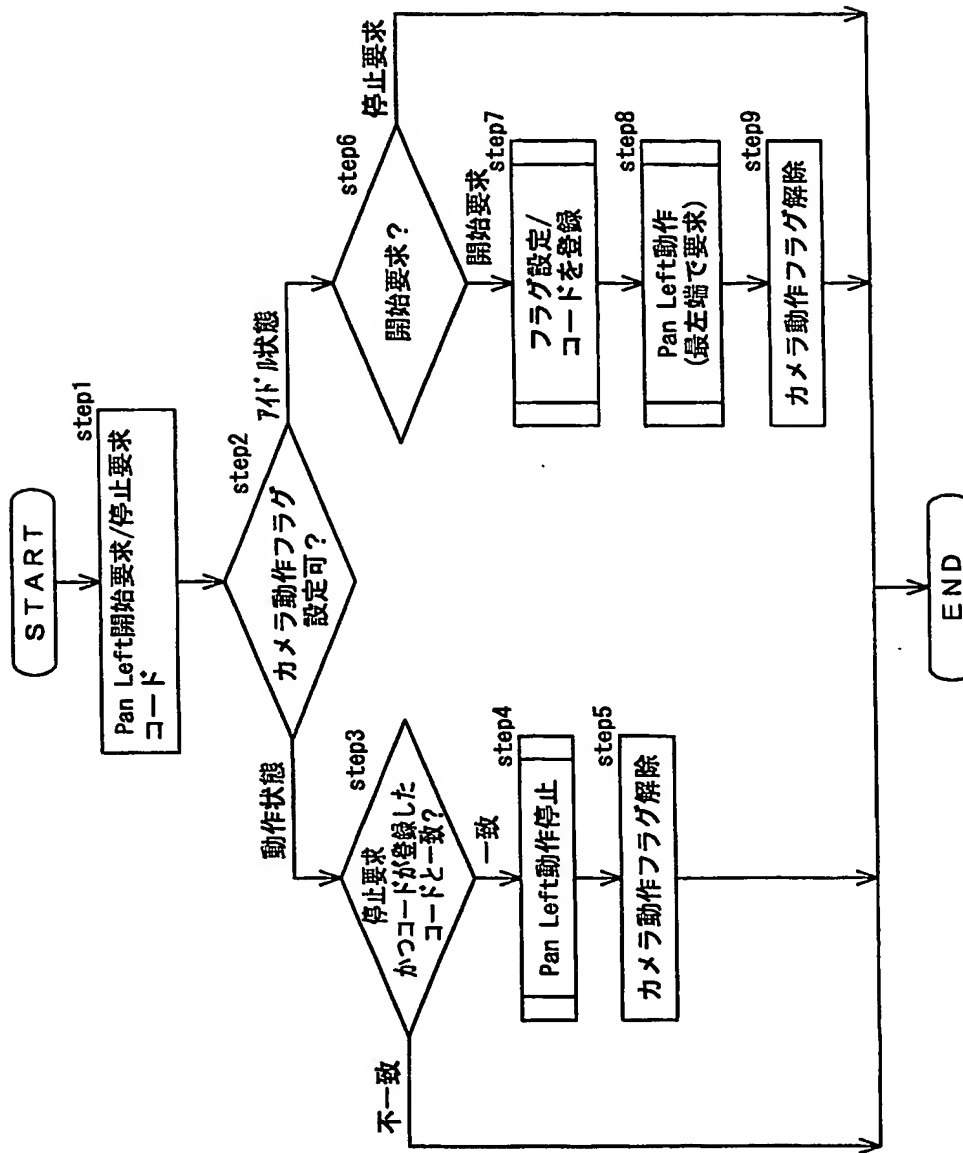 START
step1
Pan Left開始要求/停止要求
コード
step2
カメラ動作フラグ
設定可?
動作状態
アイドル状態
step3
停止要求
かつコードが登録した
コードと一致?
不一致
一致
step4
Pan Left動作停止
step5
カメラ動作フラグ解除
step6
開始要求?
停止要求
開始要求
step7
フラグ設定/
コードを登録
step8
Pan Left動作
(最左端で要求)
step9
カメラ動作フラグ解除
END